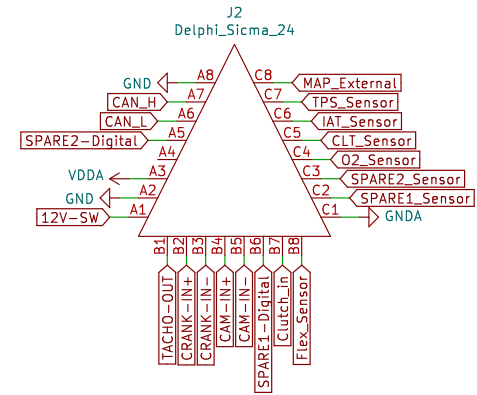 J2
Delphi_Sicma_24
GND A8 C8 MAP_External
CAN_H A7 C7 TPS_Sensor
CAN_L A6 C6 IAT_Sensor
SPARE2-Digital A5 C5 CLT_Sensor
A4 C4 O2_Sensor
VDDA A3 C3 SPARE2_Sensor
GND A2 C2 SPARE1_Sensor
12V-SW A1 C1 GNDA
B1 B2 B3 B4 B5 B6 B7 B8
TACHO-OUT
CRANK-IN+
CRANK-IN-
CAM-IN+
CAM-IN-
SPARE1-Digital
Clutch_in
Flex_Sensor